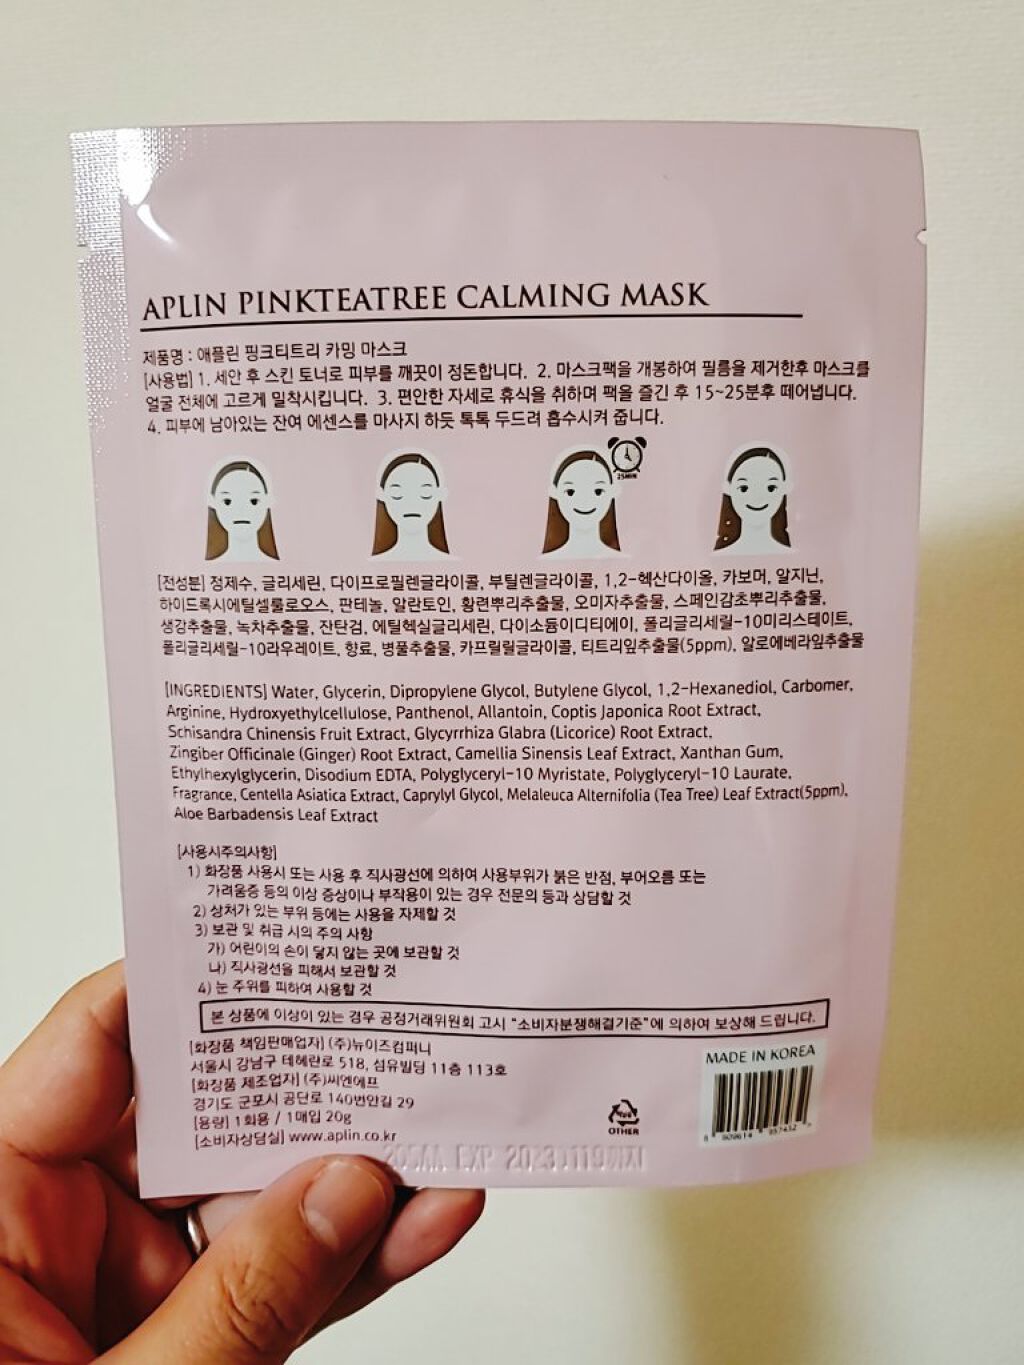 APLIN PINKTEATREE CALMING MASK
제품명 : 애플린 핑크티트리 카밍 마스크
[사용법] 1. 세안 후 스킨 토너로 피부를 깨끗이 정돈합니다. 2. 마스크팩을 개봉하여 필름을 제거한후 마스크를
얼굴 전체에 고르게 밀착시킵니다. 3. 편안한 자세로 휴식을 취하며 팩을 즐긴 후 15~25분후 떼어냅니다.
4. 피부에 남아있는 잔여 에센스를 마사지 하듯 톡톡 두드려 흡수시켜 줍니다.
25MIN
[전성분] 정제수, 글리세린, 다이프로필렌글라이콜, 부틸렌글라이콜, 1,2-헥산다이올, 카보머, 알지닌,
하이드록시에틸셀룰로오스, 판테놀, 알란토인, 황련뿌리추출물, 오미자추출물, 스페인감초뿌리추출물,
생강추출물, 녹차추출물, 잔탄검, 에틸헥실글리세린, 다이소듐이디티에이, 폴리글리세릴-10미리스테이트,
폴리글리세릴-10라우레이트, 향료, 병풀추출물, 카프릴릴글라이콜, 티트리잎추출물(5ppm), 알로에베라잎추출물
[INGREDIENTS] Water, Glycerin, Dipropylene Glycol, Butylene Glycol, 1,2-Hexanediol, Carbomer,
Arginine, Hydroxyethylcellulose, Panthenol, Allantoin, Coptis Japonica Root Extract,
Schisandra Chinensis Fruit Extract, Glycyrrhiza Glabra (Licorice) Root Extract,
Zingiber Officinale (Ginger) Root Extract, Camellia Sinensis Leaf Extract, Xanthan Gum,
Ethylhexylglycerin, Disodium EDTA, Polyglyceryl-10 Myristate, Polyglyceryl-10 Laurate,
Fragrance, Centella Asiatica Extract, Caprylyl Glycol, Melaleuca Alternifolia (Tea Tree) Leaf Extract(5ppm),
Aloe Barbadensis Leaf Extract
[사용시주의사항]
1) 화장품 사용시 또는 사용 후 직사광선에 의하여 사용부위가 붉은 반점, 부어오름 또는
가려움증 등의 이상 증상이나 부작용이 있는 경우 전문의 등과 상담할 것
2) 상처가 있는 부위 등에는 사용을 자제할 것
3) 보관 및 취급 시의 주의 사항
가) 어린이의 손이 닿지 않는 곳에 보관할 것
나) 직사광선을 피해서 보관할 것
4) 눈 주위를 피하여 사용할 것
본 상품에 이상이 있는 경우 공정거래위원회 고시 "소비자분쟁해결기준"에 의하여 보상해 드립니다.
[화장품 책임판매업자] (주)뉴이즈컴퍼니
서울시 강남구 테헤란로 518, 섬유빌딩 11층 113호
[화장품 제조업자] (주)씨엔에프
경기도 군포시 공단로 140번안길 29
[용량] 1회용 / 1매입 20g
[소비자상담실] www.aplin.co.kr
OTHER
MADE IN KOREA
EXP 20231119